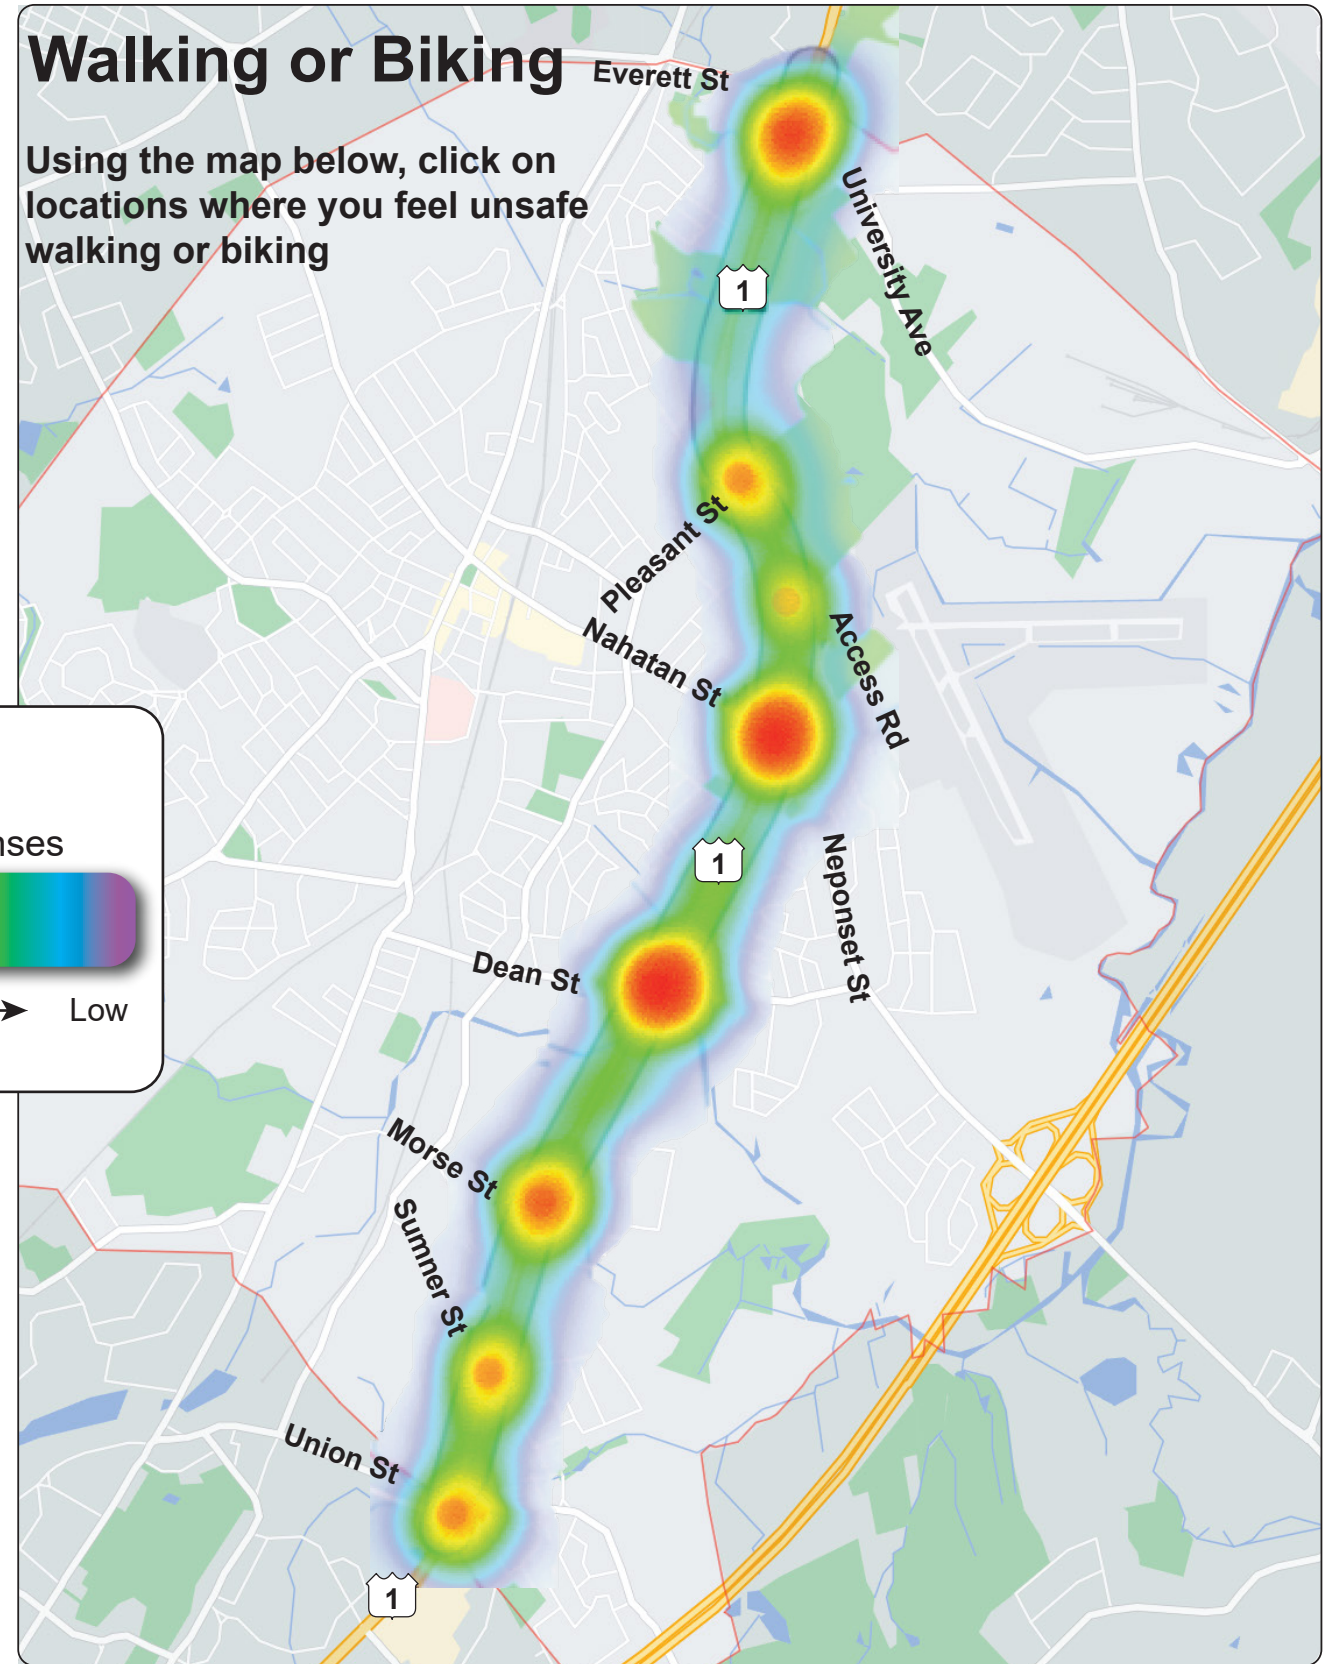 Walking or Biking
Using the map below, click on
locations where you feel unsafe
walking or biking
Everett St
University Ave
1
Pleasant St
Nahatan St
Access Rd
1
Neponset St
Dean St
Low
Morse St
Sumner St
Union St
1